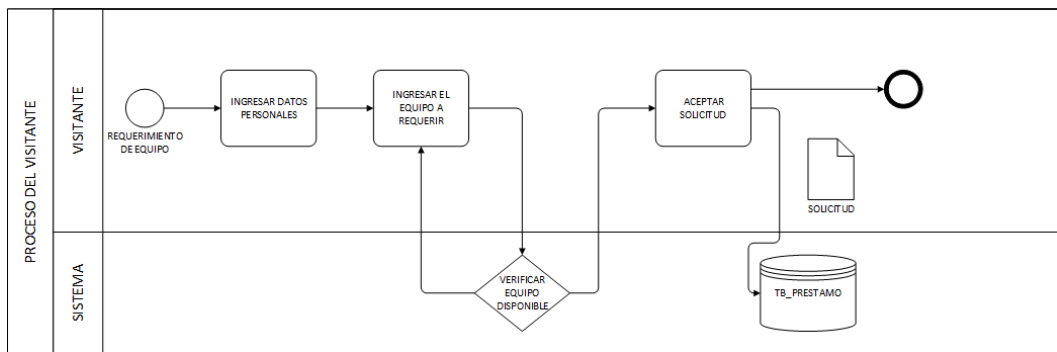 PROCESO DEL VISITANTE
VISITANTE
REQUERIMIENTO
DE EQUIPO
INGRESAR DATOS
PERSONALES
INGRESAR EL
EQUIPO A
REQUERIR
ACEPTAR
SOLICITUD
SOLICITUD
SISTEMA
VERIFICAR
EQUIPO
DISPONIBLE
TB_PRESTAMO